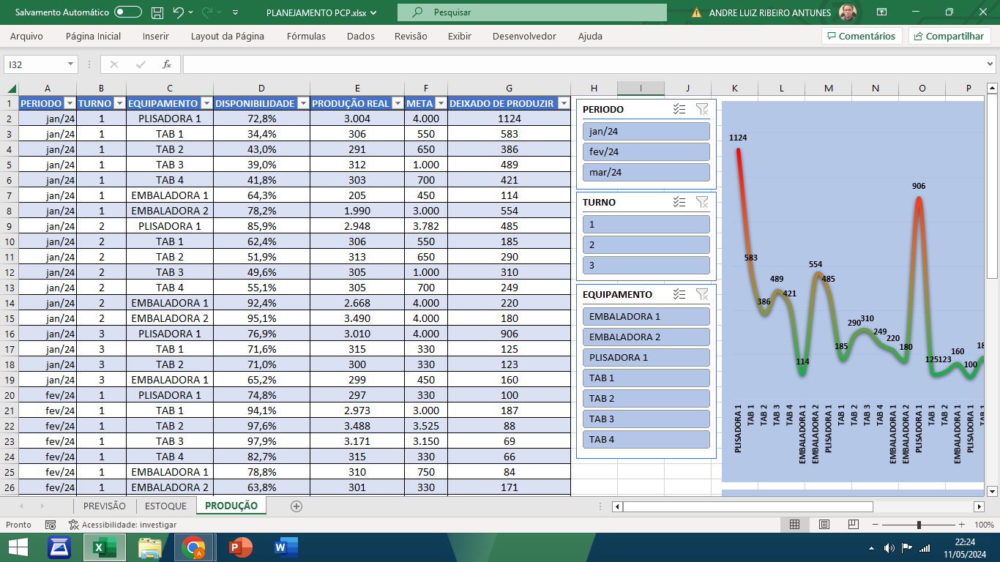 Salvamento Automático PLANEJAMENTO PCP.xlsx Pesquisar ANDRE LUIZ RIBEIRO ANTUNES
Arquivo Página Inicial Inserir Layout da Página Fórmulas Dados Revisão Exibir Desenvolvedor Ajuda Comentários Compartilhar
I32 fx
A B C D E F G H I J K L M N O P
1 PERIODO TURNO EQUIPAMENTO DISPONIBILIDADE PRODUÇÃO REAL META DEIXADO DE PRODUZIR
2 jan/24 1 PLISADORA 1 72,8% 3.004 4.000 1124
3 jan/24 1 TAB 1 34,4% 306 550 583
4 jan/24 1 TAB 2 43,0% 291 650 386
5 jan/24 1 TAB 3 39,0% 312 1.000 489
6 jan/24 1 TAB 4 41,8% 303 700 421
7 jan/24 1 EMBALADORA 1 64,3% 205 450 114
8 jan/24 1 EMBALADORA 2 78,2% 1.990 3.000 554
9 jan/24 2 PLISADORA 1 85,9% 2.948 3.782 485
10 jan/24 2 TAB 1 62,4% 306 550 185
11 jan/24 2 TAB 2 51,9% 313 650 290
12 jan/24 2 TAB 3 49,6% 305 1.000 310
13 jan/24 2 TAB 4 55,1% 305 700 249
14 jan/24 2 EMBALADORA 1 92,4% 2.668 4.000 220
15 jan/24 2 EMBALADORA 2 95,1% 3.490 4.000 180
16 jan/24 3 PLISADORA 1 76,9% 3.010 4.000 906
17 jan/24 3 TAB 1 71,6% 315 330 125
18 jan/24 3 TAB 2 71,0% 300 330 123
19 jan/24 3 EMBALADORA 1 65,2% 299 450 160
20 fev/24 1 PLISADORA 1 74,8% 297 330 100
21 fev/24 1 TAB 1 94,1% 2.973 3.000 187
22 fev/24 1 TAB 2 97,6% 3.488 3.525 88
23 fev/24 1 TAB 3 97,9% 3.171 3.150 69
24 fev/24 1 TAB 4 82,7% 315 330 66
25 fev/24 1 EMBALADORA 1 78,8% 310 750 84
26 fev/24 1 EMBALADORA 2 63,8% 301 330 171
PERIODO
jan/24
fev/24
mar/24
TURNO
1
2
3
EQUIPAMENTO
EMBALADORA 1
EMBALADORA 2
PLISADORA 1
TAB 1
TAB 2
TAB 3
TAB 4
1124 583 386 489 421 114 554 485 185 290 310 249 220 180 906 125 123 160 100 18
PLISADORA 1
TAB 1
TAB 2
TAB 3
TAB 4
EMBALADORA 1
EMBALADORA 2
PLISADORA 1
TAB 1
TAB 2
TAB 3
TAB 4
EMBALADORA 1
EMBALADORA 2
PLISADORA 1
TAB 1
TAB 2
EMBALADORA 1
PLISADORA 1
TAB 1
PREVISÃO ESTOQUE PRODUÇÃO
Pronto Acessibilidade: investigar 100%
22:24
11/05/2024